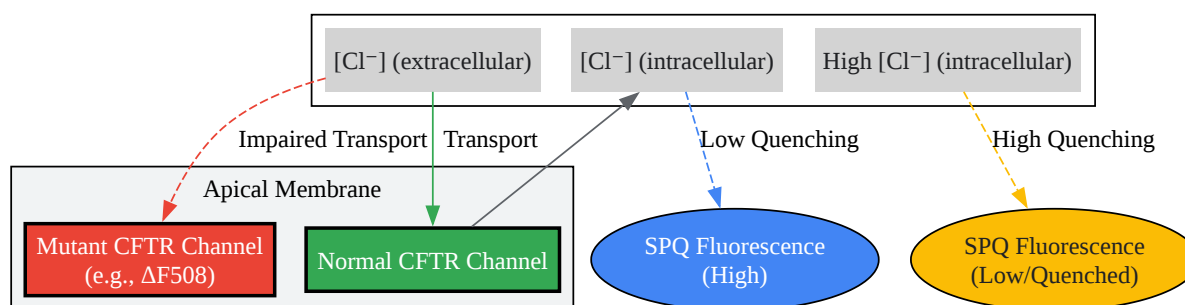 [Cl⁻] (extracellular)
[Cl⁻] (intracellular)
High [Cl⁻] (intracellular)
Impaired Transport
Transport
Low Quenching
High Quenching
Apical Membrane
Mutant CFTR Channel
(e.g., ΔF508)
Normal CFTR Channel
SPQ Fluorescence
(High)
SPQ Fluorescence
(Low/Quenched)